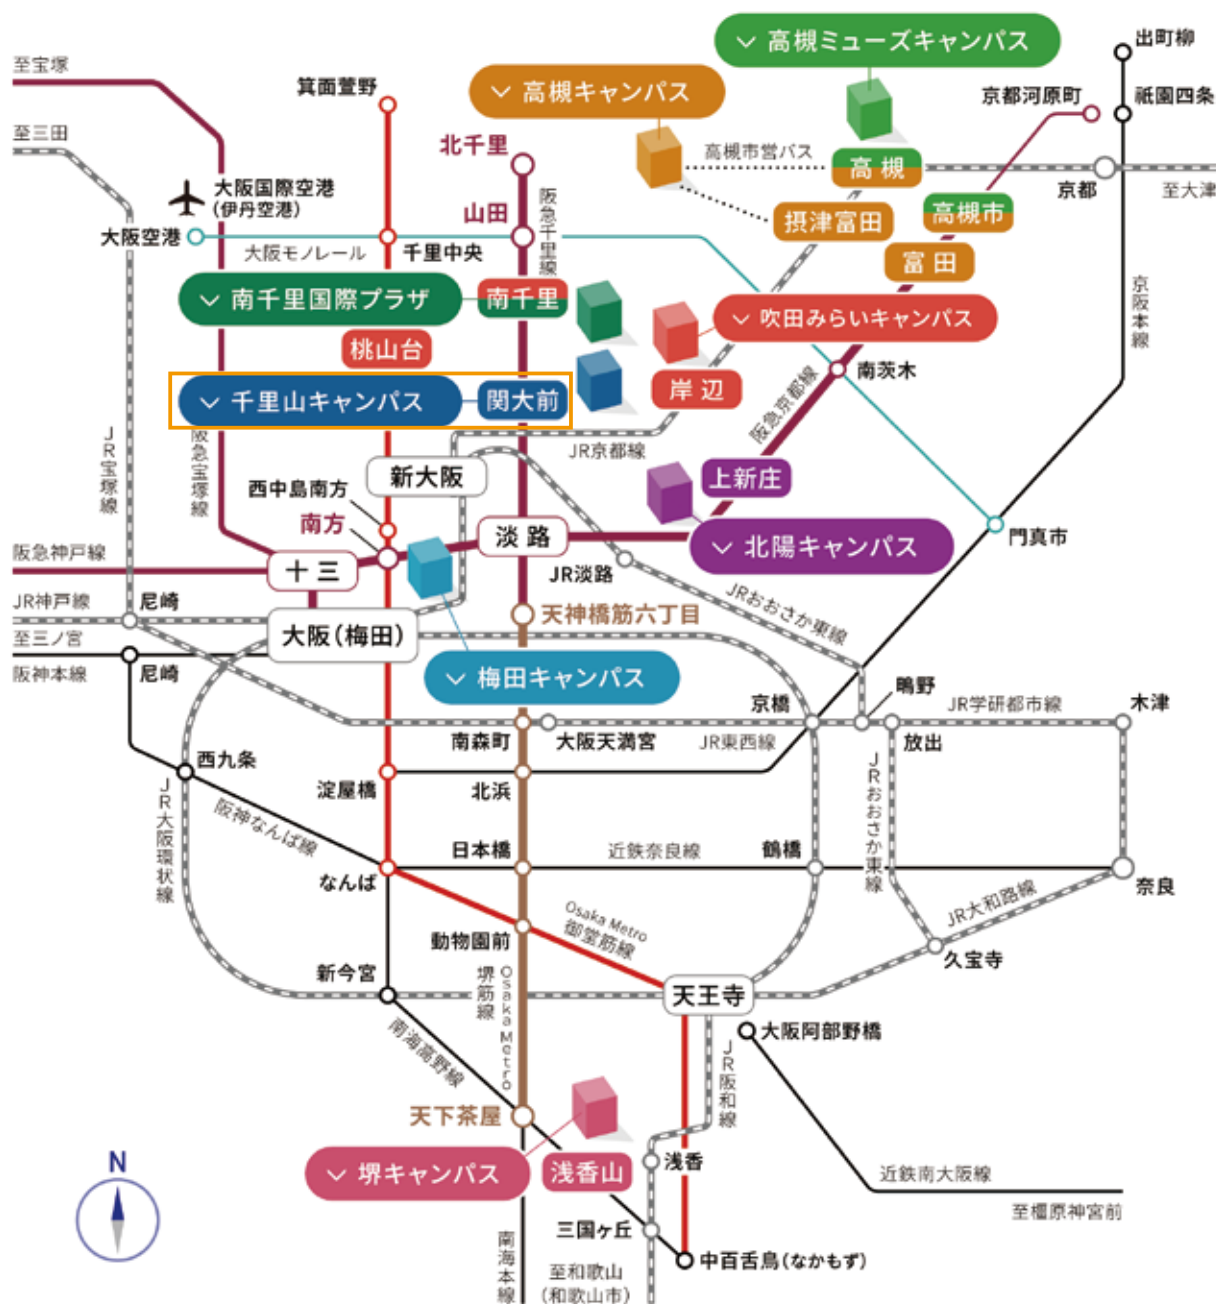 高槻ミューズキャンパス
出町柳
至宝塚
高槻キャンパス
箕面萱野
京都河原町
祇園四条
至三田
北千里
高槻市営バス
高槻
京都
至大津
大阪国際空港
(伊丹空港)
山田
阪急千里線
摂津富田
高槻市
大阪空港
大阪モノレール
千里中央
富田
京阪本線
南千里国際プラザ
南千里
吹田みらいキャンパス
桃山台
南茨木
千里山キャンパス
関大前
岸辺
阪急京都線
JR宝塚線
阪急宝塚線
JR京都線
新大阪
上新庄
西中島南方
南方
淡路
北陽キャンパス
門真市
阪急神戸線
十三
JR淡路
JRおおさか東線
JR神戸線
尼崎
天神橋筋六丁目
至三ノ宮
大阪(梅田)
阪神本線
尼崎
梅田キャンパス
鴫野
京橋
JR学研都市線
木津
南森町
大阪天満宮
JR東西線
放出
西九条
淀屋橋
北浜
JR大阪環状線
阪神なんば線
JRおおさか東線
日本橋
近鉄奈良線
鶴橋
なんば
奈良
Osaka Metro
御堂筋線
JR大和路線
動物園前
久宝寺
新今宮
堺筋線
Osaka Metro
天王寺
南海高野線
大阪阿部野橋
JR阪和線
天下茶屋
堺キャンパス
浅香山
浅香
近鉄南大阪線
N
至橿原神宮前
三国ヶ丘
南海本線
中百舌鳥(なかもず)
至和歌山
(和歌山市)